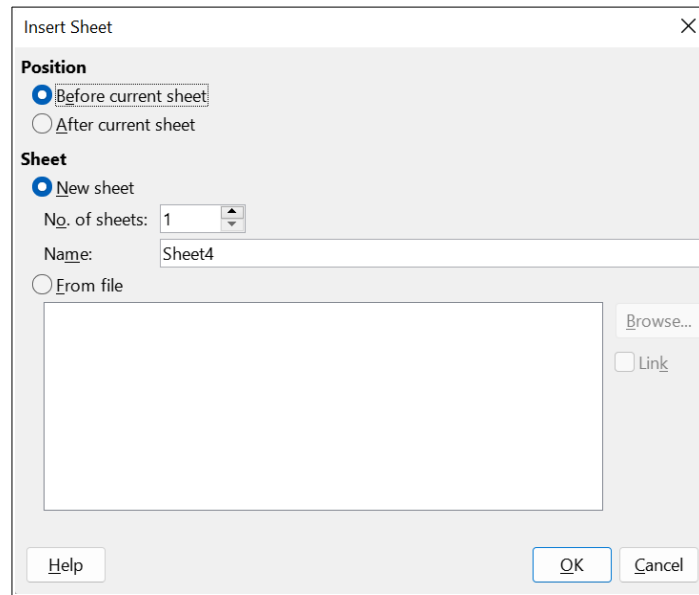 Insert Sheet
Position
Before current sheet
After current sheet
Sheet
New sheet
No. of sheets: 1
Name: Sheet4
From file
Browse...
Link
Help OK Cancel